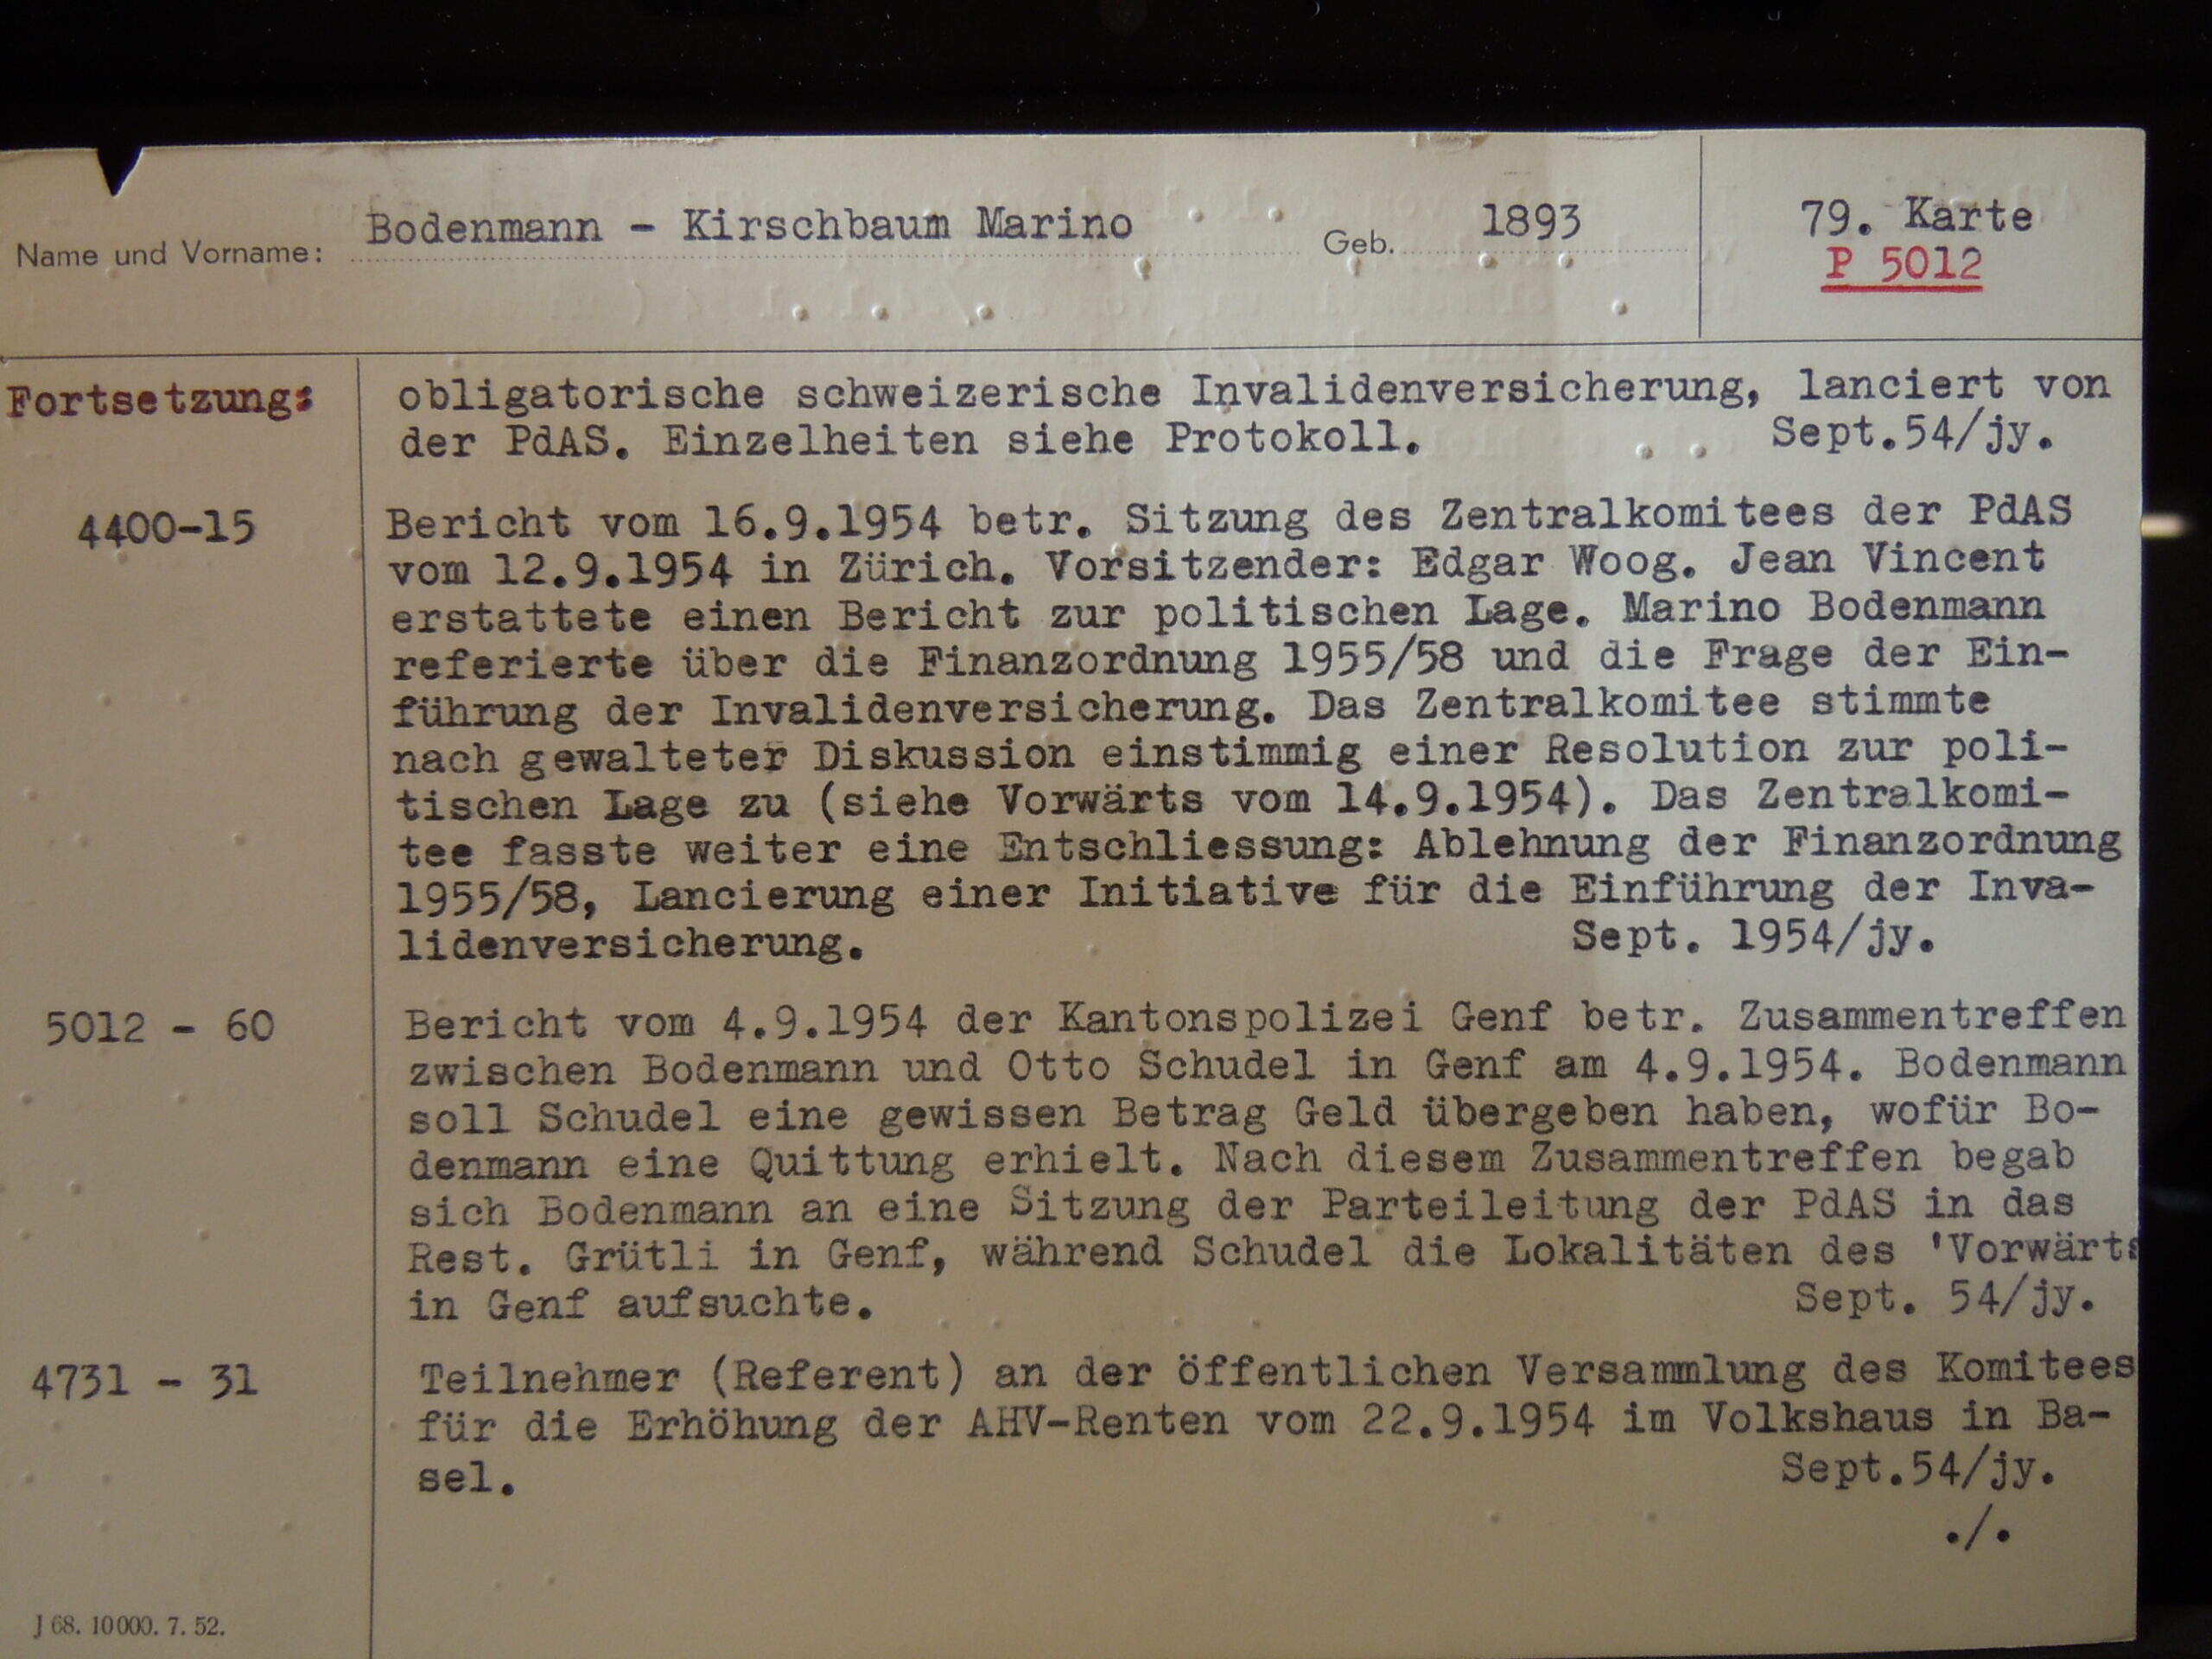 Name und Vorname: Bodenmann - Kirschbaum Marino Geb. 1893 79. Karte
P 5012
Fortsetzung: obligatorische schweizerische Invalidenversicherung, lanciert von
der PdAS. Einzelheiten siehe Protokoll. Sept.54/jy.
4400-15 Bericht vom 16.9.1954 betr. Sitzung des Zentralkomitees der PdAS
vom 12.9.1954 in Zürich. Vorsitzender: Edgar Woog. Jean Vincent
erstattete einen Bericht zur politischen Lage. Marino Bodenmann
referierte über die Finanzordnung 1955/58 und die Frage der Ein-
führung der Invalidenversicherung. Das Zentralkomitee stimmte
nach gewalteter Diskussion einstimmig einer Resolution zur poli-
tischen Lage zu (siehe Vorwärts vom 14.9.1954). Das Zentralkomi-
tee fasste weiter eine Entschliessung: Ablehnung der Finanzordnung
1955/58, Lancierung einer Initiative für die Einführung der Inva-
lidenversicherung. Sept. 1954/jy.
5012 - 60 Bericht vom 4.9.1954 der Kantonspolizei Genf betr. Zusammentreffen
zwischen Bodenmann und Otto Schudel in Genf am 4.9.1954. Bodenmann
soll Schudel eine gewissen Betrag Geld übergeben haben, wofür Bo-
denmann eine Quittung erhielt. Nach diesem Zusammentreffen begab
sich Bodenmann an eine Sitzung der Parteileitung der PdAS in das
Rest. Grütli in Genf, während Schudel die Lokalitäten des 'Vorwärts
in Genf aufsuchte. Sept. 54/jy.
4731 - 31 Teilnehmer (Referent) an der öffentlichen Versammlung des Komitees
für die Erhöhung der AHV-Renten vom 22.9.1954 im Volkshaus in Ba-
sel. Sept.54/jy.
./.
J 68. 10000. 7. 52.